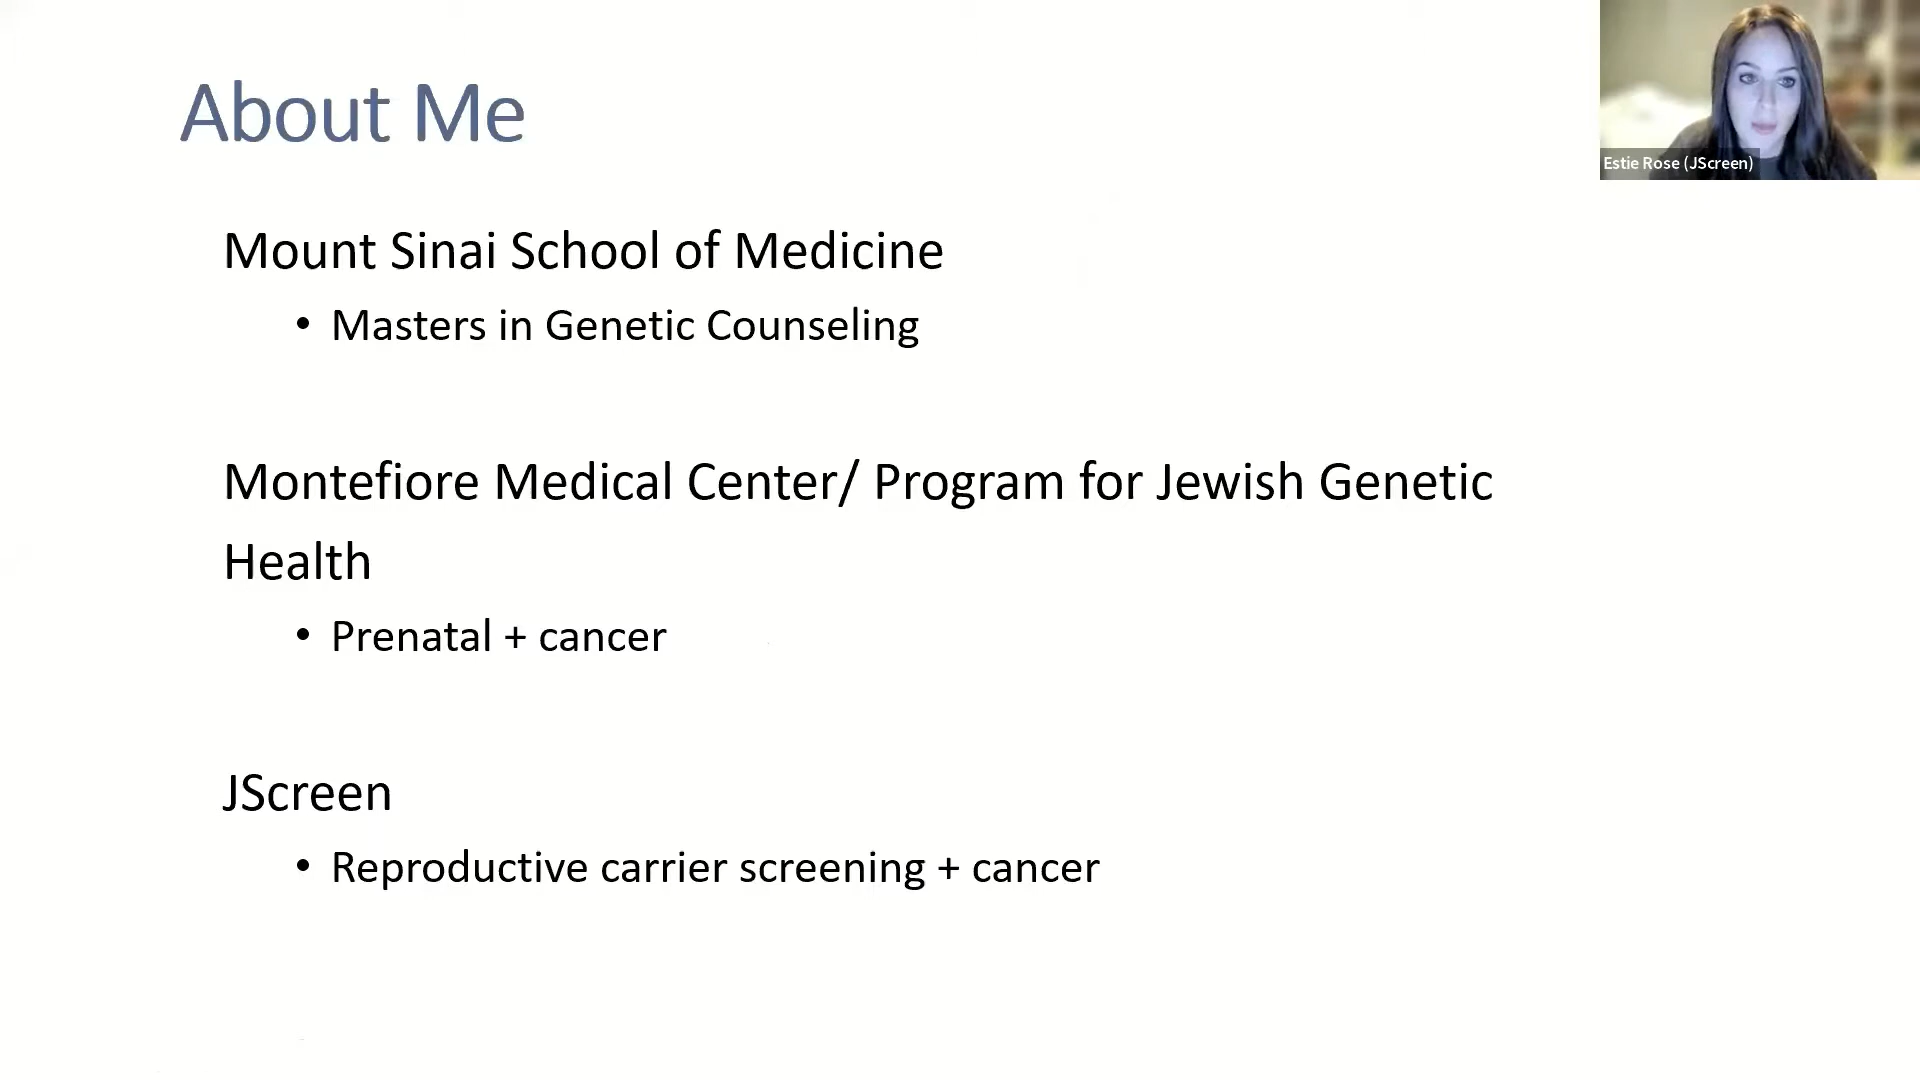 About Me
Estie Rose (JScreen)
Mount Sinai School of Medicine
• Masters in Genetic Counseling
Montefiore Medical Center/ Program for Jewish Genetic
Health
• Prenatal + cancer
JScreen
• Reproductive carrier screening + cancer